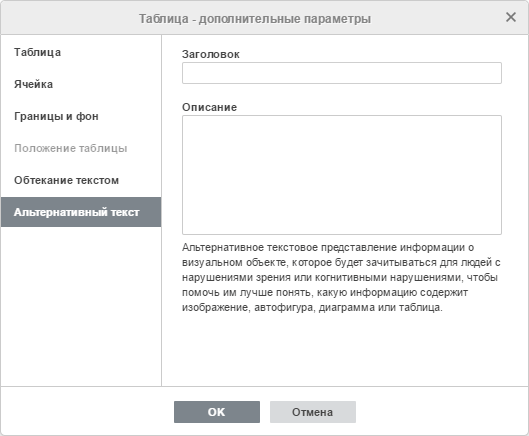 Таблица - дополнительные параметры
Таблица
Ячейка
Границы и фон
Положение таблицы
Обтекание текстом
Альтернативный текст
Заголовок
Описание
Альтернативное текстовое представление информации о
визуальном объекте, которое будет зачитываться для людей с
нарушениями зрения или когнитивными нарушениями, чтобы
помочь им лучше понять, какую информацию содержит
изображение, автофигура, диаграмма или таблица.
OK
Отмена